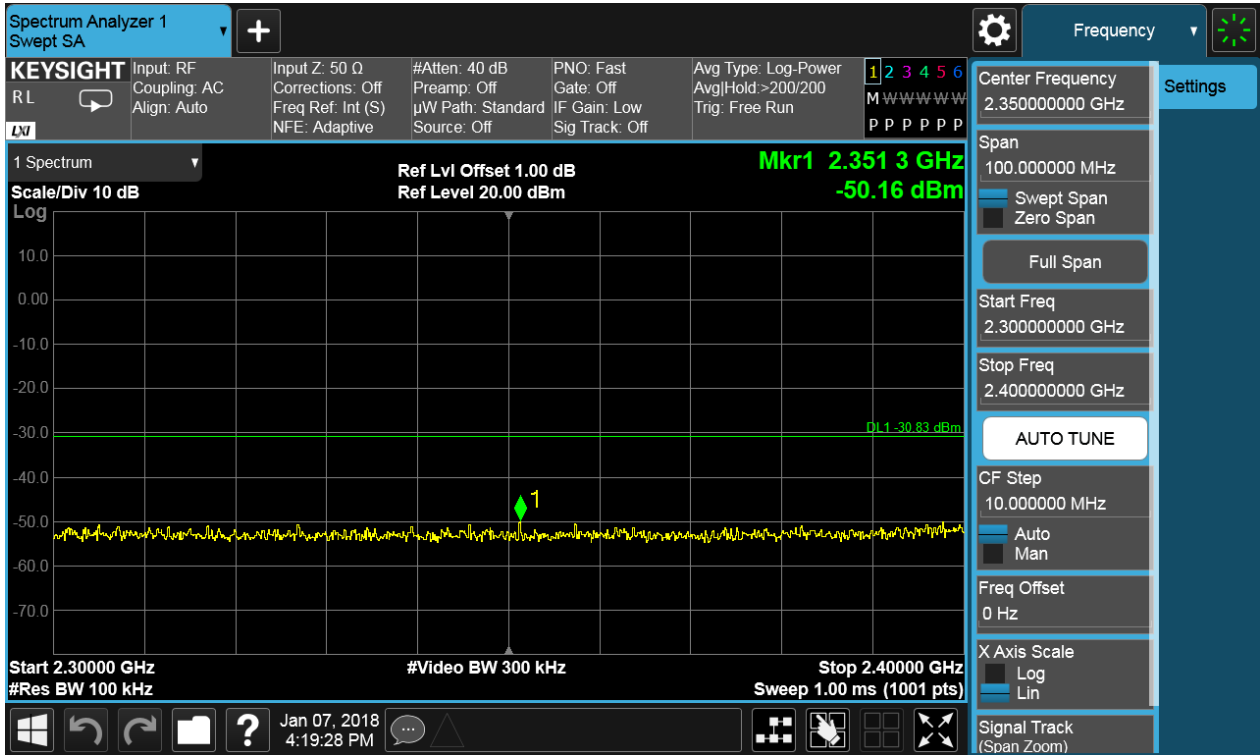 Spectrum Analyzer 1
Swept SA
Frequency
KEYSIGHT
RL
LXI
Input: RF
Coupling: AC
Align: Auto
Input Z: 50 Ω
Corrections: Off
Freq Ref: Int (S)
NFE: Adaptive
#Atten: 40 dB
Preamp: Off
µW Path: Standard
Source: Off
PNO: Fast
Gate: Off
IF Gain: Low
Sig Track: Off
Avg Type: Log-Power
Avg|Hold:>200/200
Trig: Free Run
1 2 3 4 5 6
M W W W W W
P P P P P P
1 Spectrum
Scale/Div 10 dB
Log
Ref Lvl Offset 1.00 dB
Ref Level 20.00 dBm
Mkr1 2.351 3 GHz
-50.16 dBm
10.0
0.00
-10.0
-20.0
-30.0
-40.0
-50.0
-60.0
-70.0
DL1 -30.83 dBm
1
Start 2.30000 GHz
#Res BW 100 kHz
#Video BW 300 kHz
Stop 2.40000 GHz
Sweep 1.00 ms (1001 pts)
Center Frequency
2.350000000 GHz
Span
100.000000 MHz
Swept Span
Zero Span
Full Span
Start Freq
2.300000000 GHz
Stop Freq
2.400000000 GHz
AUTO TUNE
CF Step
10.000000 MHz
Auto
Man
Freq Offset
0 Hz
X Axis Scale
Log
Lin
Signal Track
(Span Zoom)
Settings
?
Jan 07, 2018
4:19:28 PM